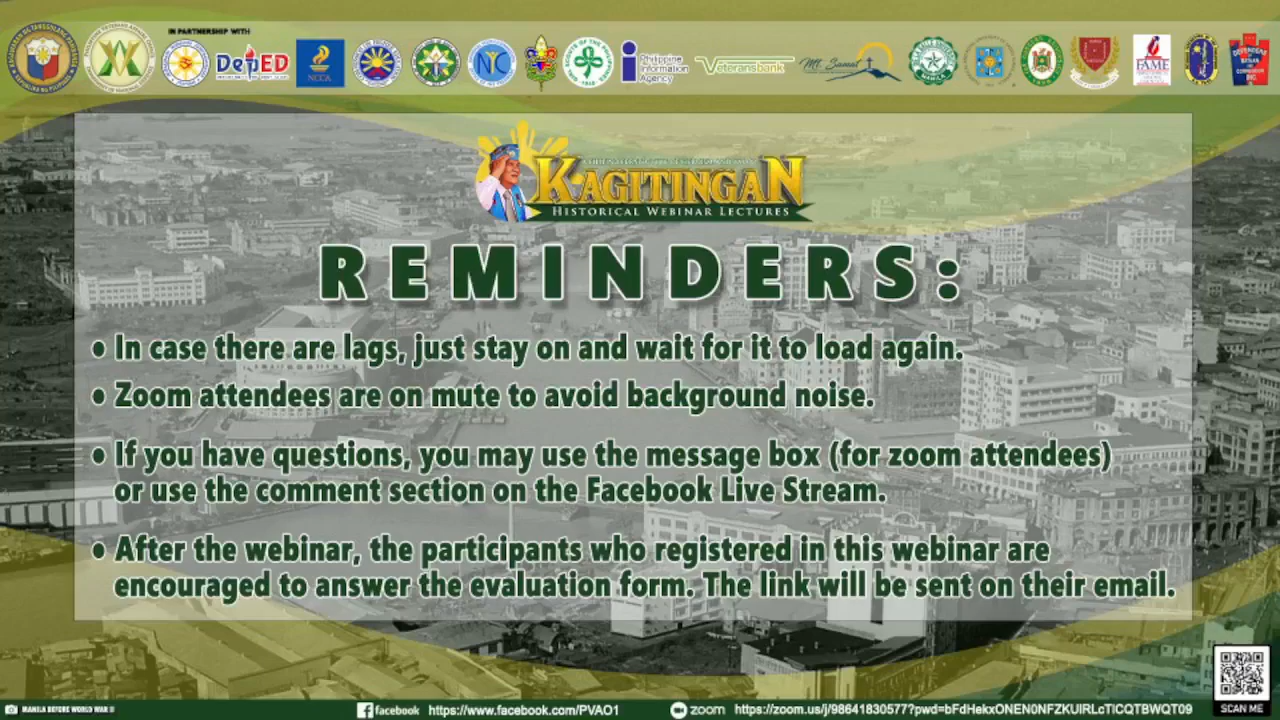 IN PARTNERSHIP WITH
DepED
NCCA
NYC
Philippine
Information
Agency
Veteransbank
Mt. Samat
FAME
KAGITINGAN
HISTORICAL WEBINAR LECTURES
REMINDERS:
• In case there are lags, just stay on and wait for it to load again.
• Zoom attendees are on mute to avoid background noise.
• If you have questions, you may use the message box (for zoom attendees)
or use the comment section on the Facebook Live Stream.
• After the webinar, the participants who registered in this webinar are
encouraged to answer the evaluation form. The link will be sent on their email.
MANILA BEFORE WORLD WAR II
facebook https://www.facebook.com/PVAO1
zoom https://zoom.us/j/98641830577?pwd=bFdHekxONEN0NFZKUlRLcTlCQTBWQT09
SCAN ME